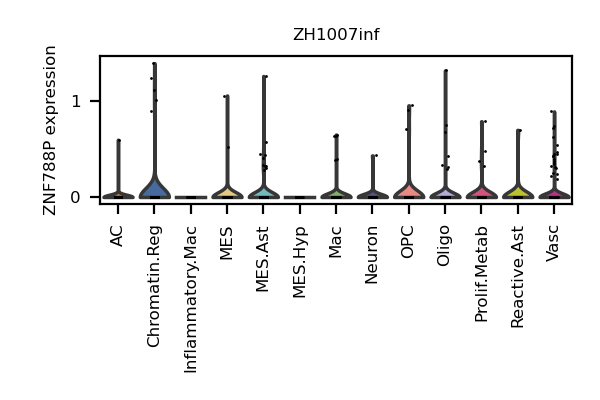 ZH1007inf
ZNF788P expression
1
0
AC
Chromatin.Reg
Inflammatory.Mac
MES
MES.Ast
MES.Hyp
Mac
Neuron
OPC
Oligo
Prolif.Metab
Reactive.Ast
Vasc